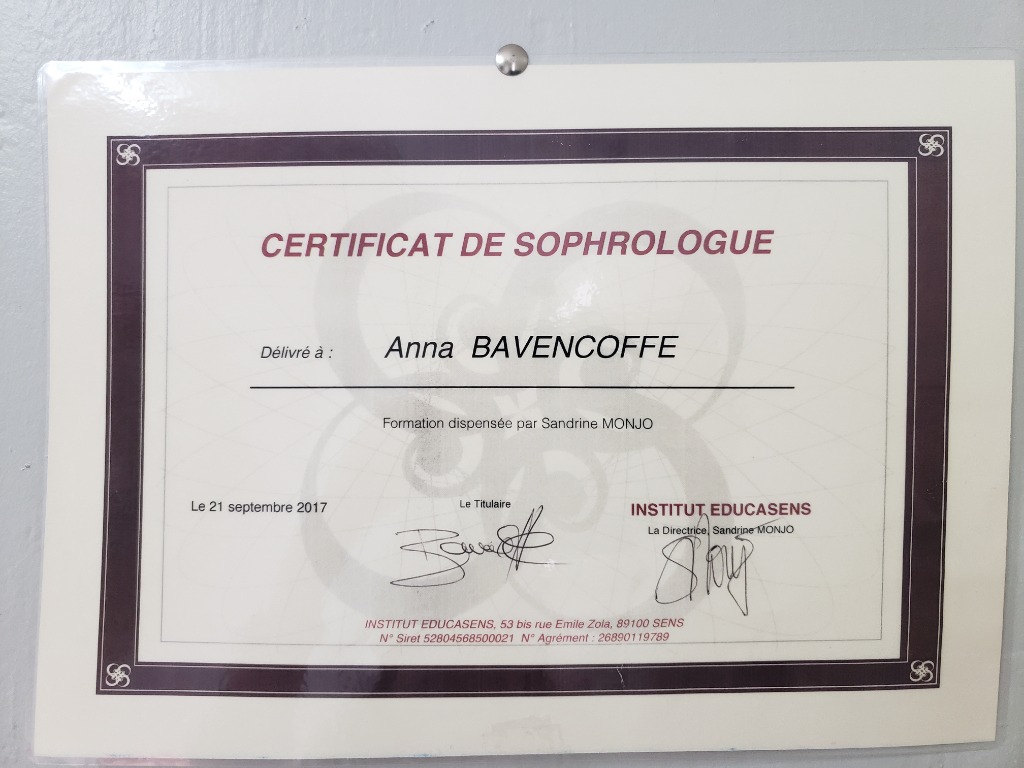 CERTIFICAT DE SOPHROLOGUE
Délivré à : Anna BAVENCOFFE
Formation dispensée par Sandrine MONJO
Le 21 septembre 2017
Le Titulaire
INSTITUT EDUCASENS
La Directrice, Sandrine MONJO
INSTITUT EDUCASENS, 53 bis rue Emile Zola, 89100 SENS
N° Siret 52804568500021 N° Agrément : 26890119789